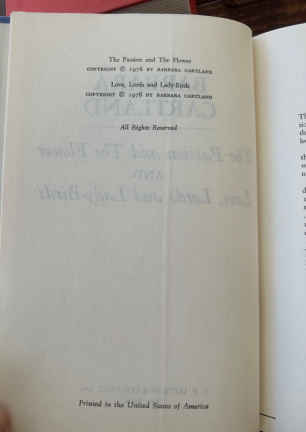 The Passion and The Flower
COPYRIGHT © 1978 BY BARBARA CARTLAND
Love, Lords and Lady-Birds
COPYRIGHT © 1978 BY BARBARA CARTLAND
All Rights Reserved
Printed in the United States of America